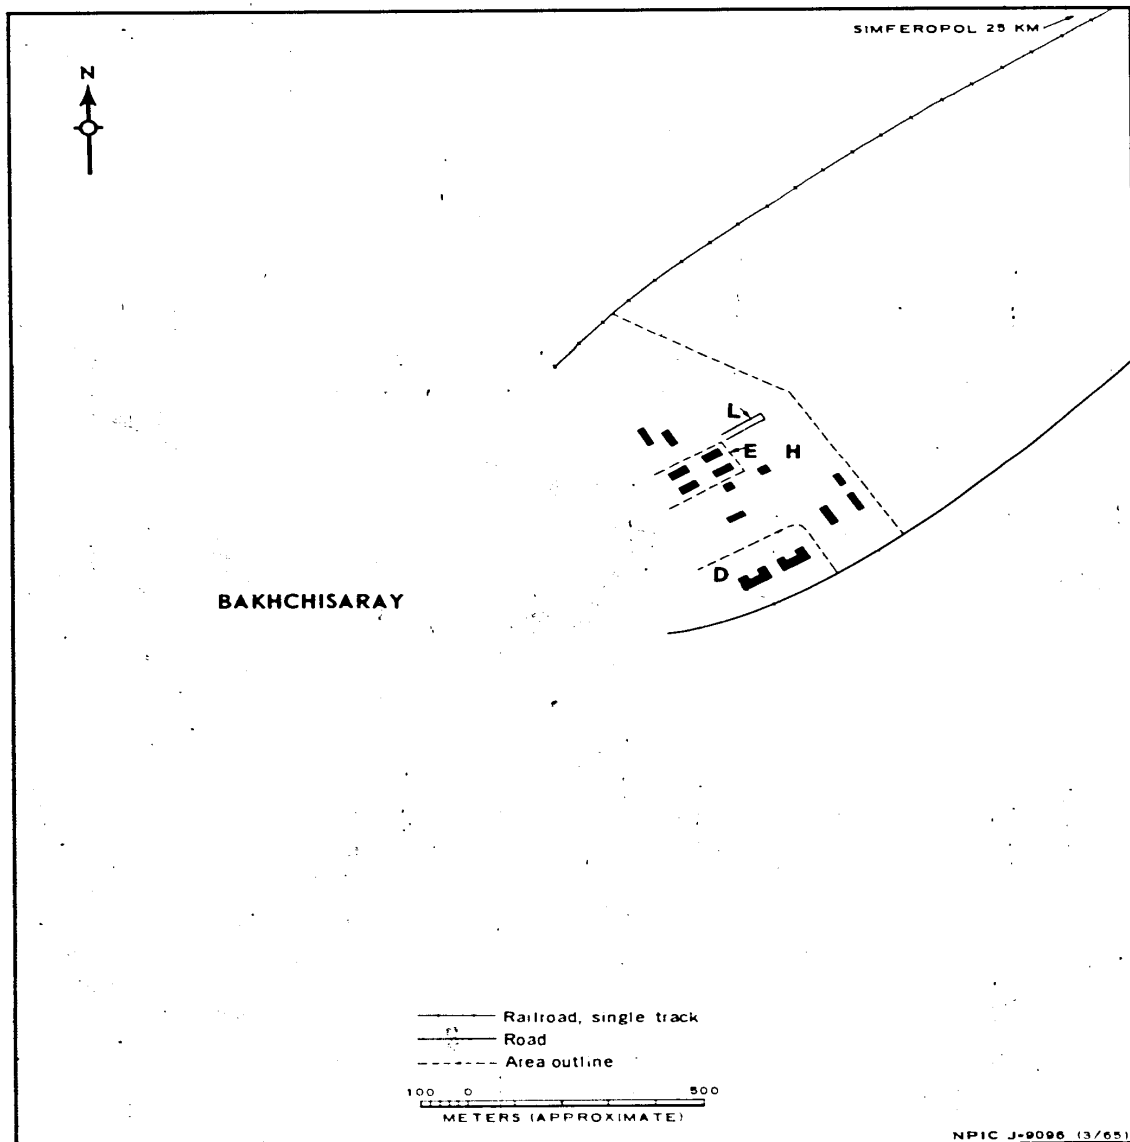 SIMFEROPOL 25 KM
N
L
E H
D
BAKHCHISARAY
Railroad, single track
Road
Area outline
100 0 500
METERS (APPROXIMATE)
NPIC J-9096 (3/65)